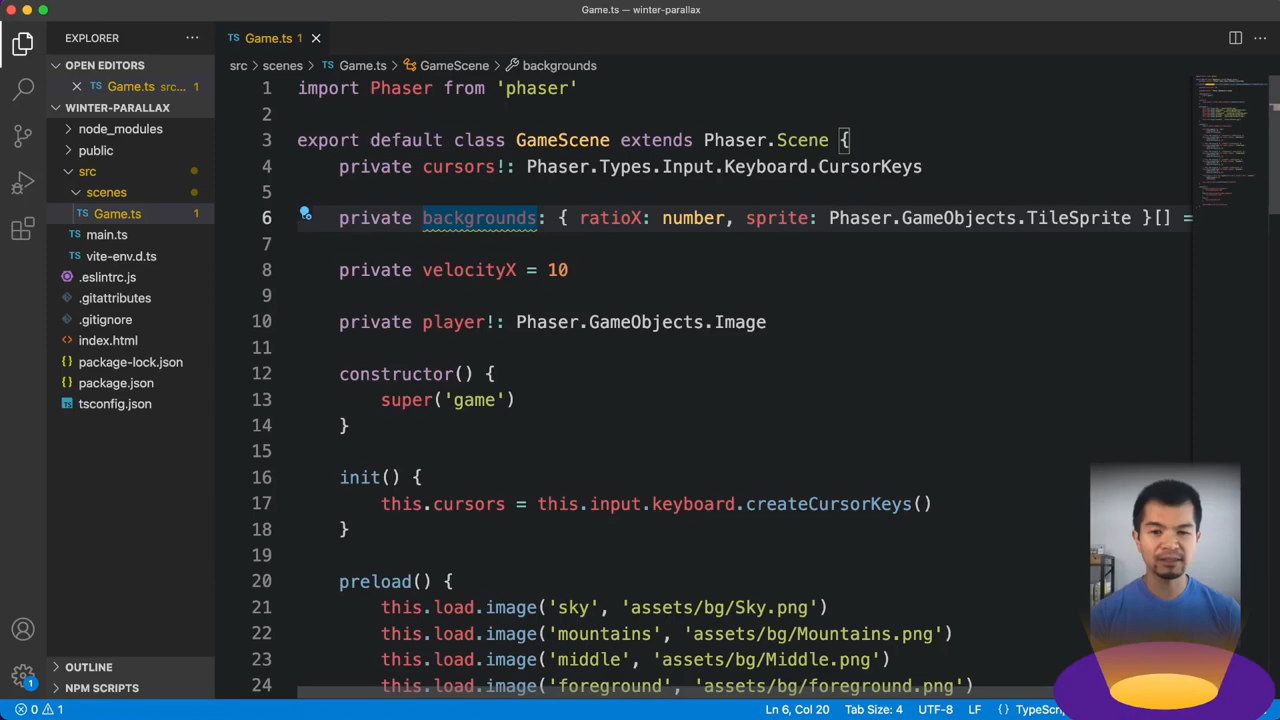 Game.ts — winter-parallax
EXPLORER
Game.ts 1
OPEN EDITORS
Game.ts src... 1
src > scenes > Game.ts > GameScene > backgrounds
WINTER-PARALLAX
node_modules
public
src
scenes
Game.ts 1
main.ts
vite-env.d.ts
.eslintrc.js
.gitattributes
.gitignore
index.html
package-lock.json
package.json
tsconfig.json
OUTLINE
NPM SCRIPTS
1
1 import Phaser from 'phaser'
2
3 export default class GameScene extends Phaser.Scene {
4 private cursors!: Phaser.Types.Input.Keyboard.CursorKeys
5
6 private backgrounds: { ratioX: number, sprite: Phaser.GameObjects.TileSprite }[] =
7
8 private velocityX = 10
9
10 private player!: Phaser.GameObjects.Image
11
12 constructor() {
13 super('game')
14 }
15
16 init() {
17 this.cursors = this.input.keyboard.createCursorKeys()
18 }
19
20 preload() {
21 this.load.image('sky', 'assets/bg/Sky.png')
22 this.load.image('mountains', 'assets/bg/Mountains.png')
23 this.load.image('middle', 'assets/bg/Middle.png')
24 this.load.image('foreground', 'assets/bg/foreground.png')
0 1 Ln 6, Col 20 Tab Size: 4 UTF-8 LF {} TypeScri